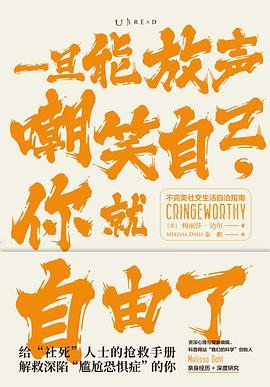 UNREAD
一旦能放声
嘲笑自己,
你就
不完美社交生活自洽指南
CRINGEWORTHY
[美] 梅丽莎·达尔 著
MELISSA DAHL 秦鹏 译
自由了
给“社死”人士的抢救手册
解救深陷“尴尬恐惧症”的你
资深心理与健康编辑、
科普网站“我们的科学”创始人
Melissa Dahl
亲身经历+深度研究